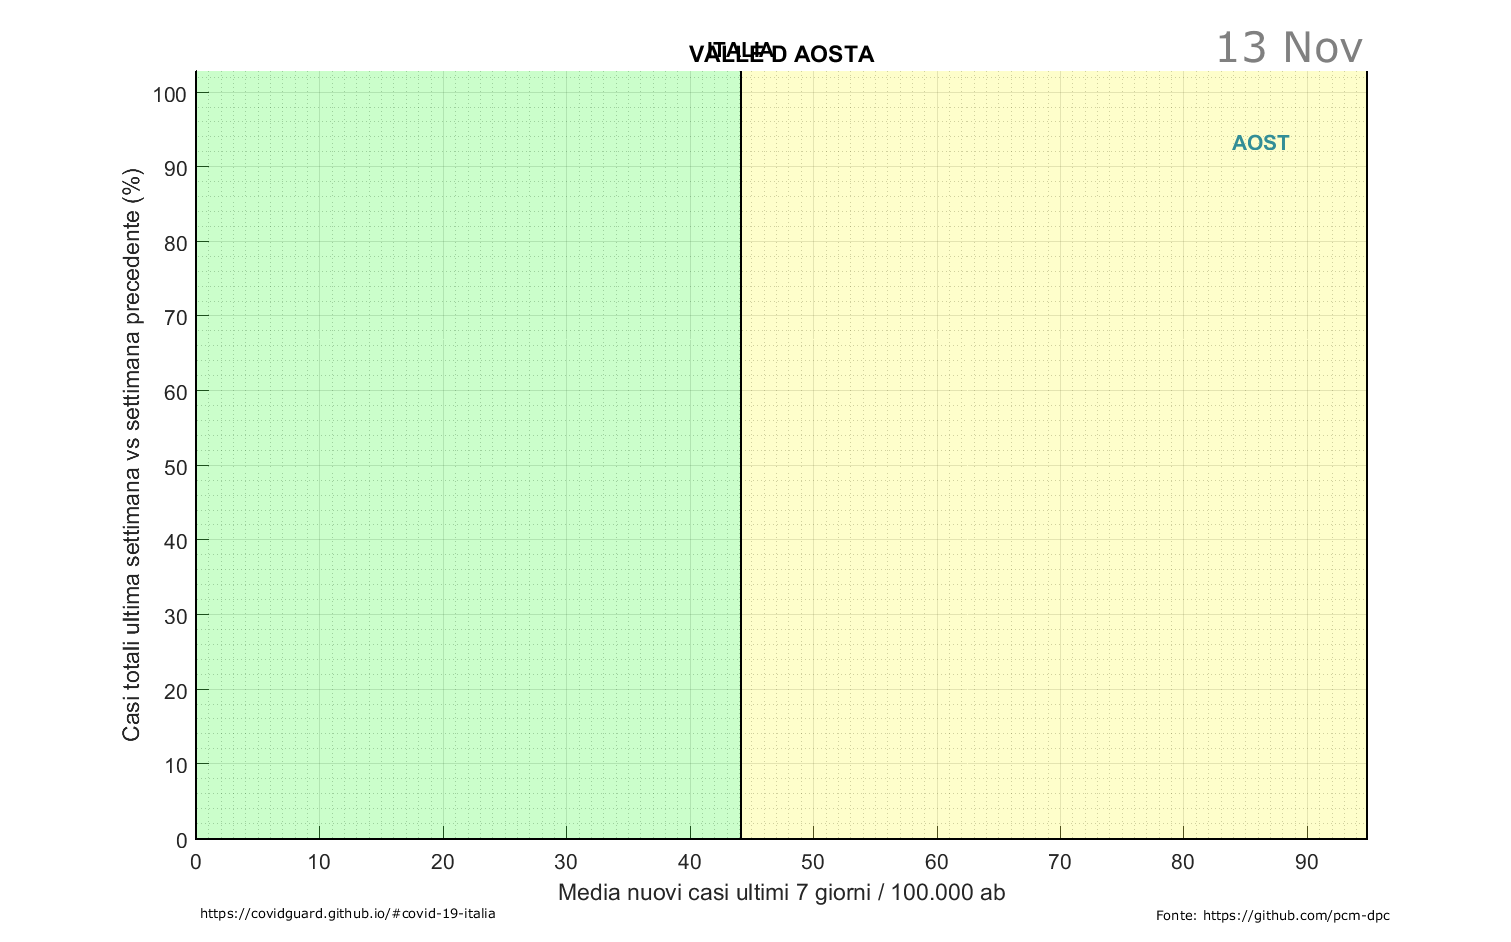 13 Nov
ITALIA
VALLE D AOSTA
AOST
100
90
80
70
60
50
40
30
20
10
0
Casi totali ultima settimana vs settimana precedente (%)
0 10 20 30 40 50 60 70 80 90
Media nuovi casi ultimi 7 giorni / 100.000 ab
https://covidguard.github.io/#covid-19-italia
Fonte: https://github.com/pcm-dpc